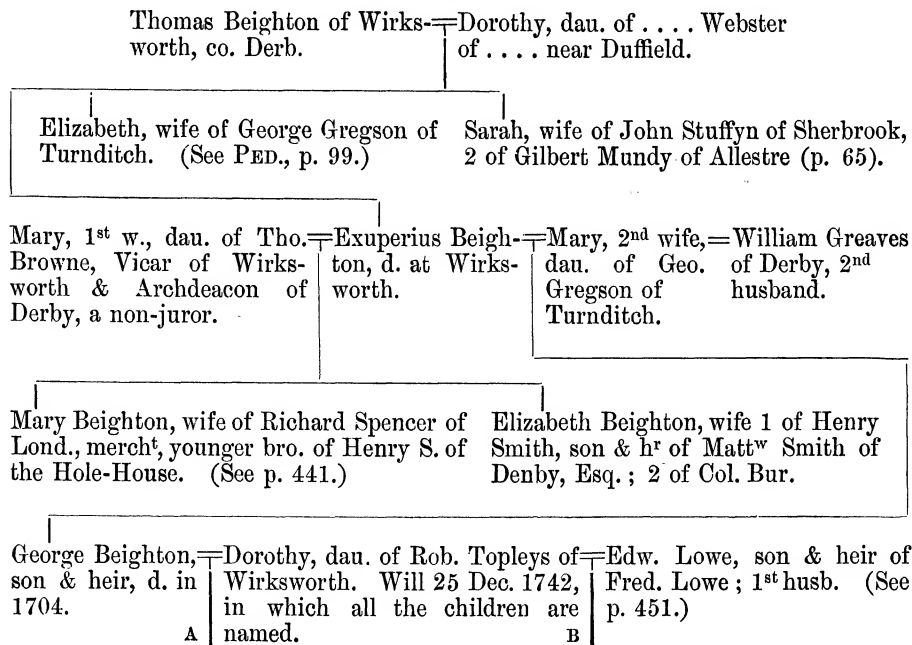 Thomas Beighton of Wirks-
worth, co. Derb.
Dorothy, dau. of . . . . Webster
of . . . . near Duffield.
Elizabeth, wife of George Gregson of
Turnditch. (See PED., p. 99.)
Sarah, wife of John Stuffyn of Sherbrook,
2 of Gilbert Mundy of Allestre (p. 65).
Mary, 1st w., dau. of Tho.
Browne, Vicar of Wirks-
worth & Archdeacon of
Derby, a non-juror.
Exuperius Beigh-
ton, d. at Wirks-
worth.
Mary, 2nd wife,
dau. of Geo.
Gregson of
Turnditch.
William Greaves
of Derby, 2nd
husband.
Mary Beighton, wife of Richard Spencer of
Lond., mercht, younger bro. of Henry S. of
the Hole-House. (See p. 441.)
Elizabeth Beighton, wife 1 of Henry
Smith, son & hr of Mattw Smith of
Denby, Esq. ; 2 of Col. Bur.
George Beighton,
son & heir, d. in
1704.
A
Dorothy, dau. of Rob. Topleys of
Wirksworth. Will 25 Dec. 1742,
in which all the children are
named.
B
Edw. Lowe, son & heir of
Fred. Lowe ; 1st husb. (See
p. 451.)